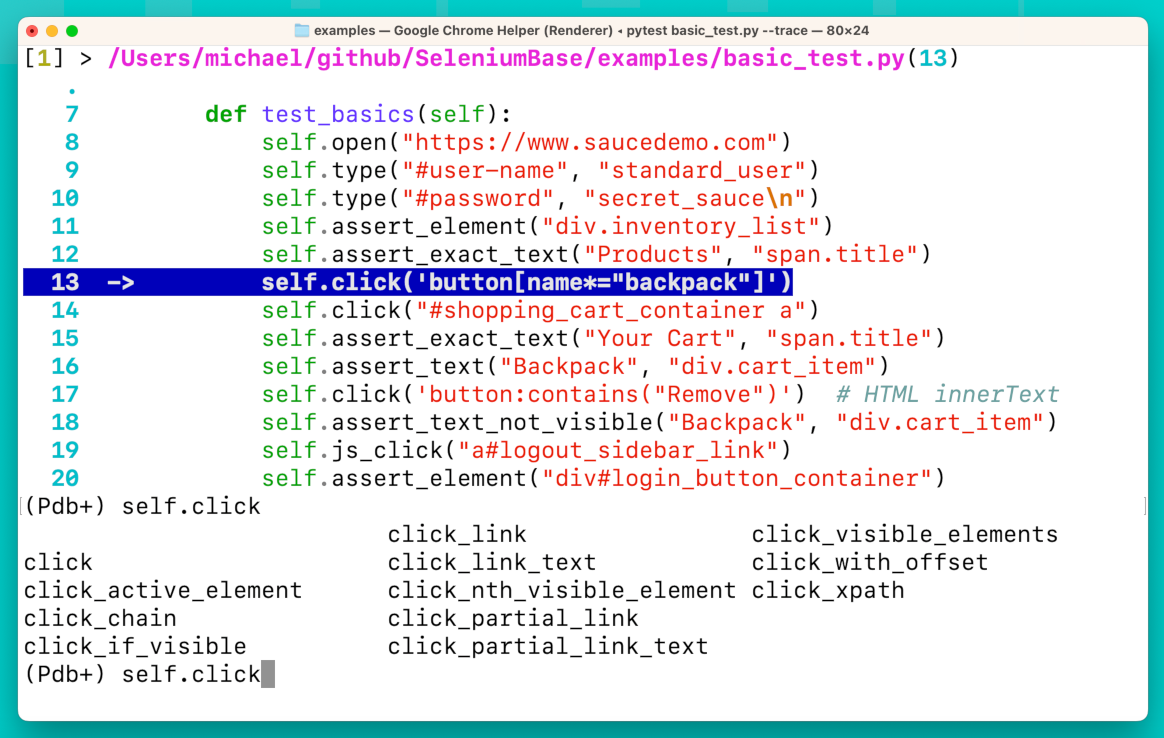 examples — Google Chrome Helper (Renderer) ◂ pytest basic_test.py --trace — 80×24
[1] > /Users/michael/github/SeleniumBase/examples/basic_test.py(13)
.
7         def test_basics(self):
8             self.open("https://www.saucedemo.com")
9             self.type("#user-name", "standard_user")
10             self.type("#password", "secret_sauce\n")
11             self.assert_element("div.inventory_list")
12             self.assert_exact_text("Products", "span.title")
13  ->         self.click('button[name*="backpack"]')
14             self.click("#shopping_cart_container a")
15             self.assert_exact_text("Your Cart", "span.title")
16             self.assert_text("Backpack", "div.cart_item")
17             self.click('button:contains("Remove")')  # HTML innerText
18             self.assert_text_not_visible("Backpack", "div.cart_item")
19             self.js_click("a#logout_sidebar_link")
20             self.assert_element("div#login_button_container")
(Pdb+) self.click
click_link click_visible_elements
click click_link_text click_with_offset
click_active_element click_nth_visible_element click_xpath
click_chain click_partial_link
click_if_visible click_partial_link_text
(Pdb+) self.click